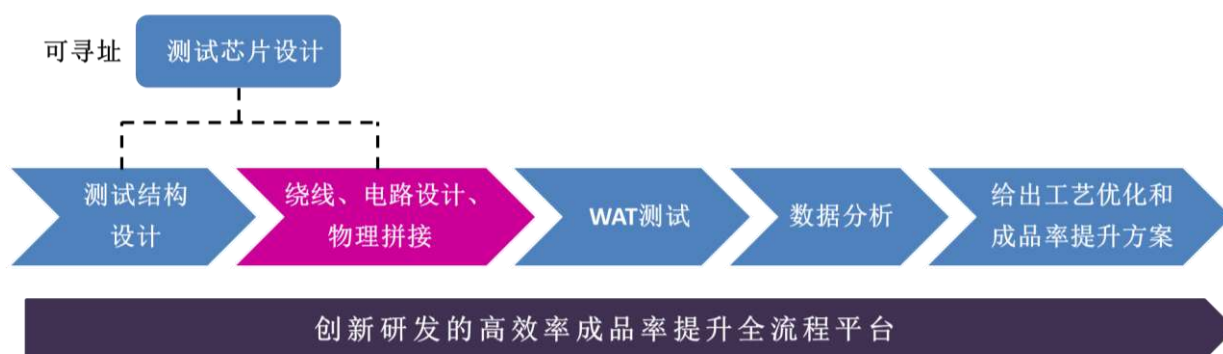 可寻址
测试芯片设计
测试结构
设计
绕线、电路设计、
物理拼接
WAT测试
数据分析
给出工艺优化和
成品率提升方案
创新研发的高效率成品率提升全流程平台